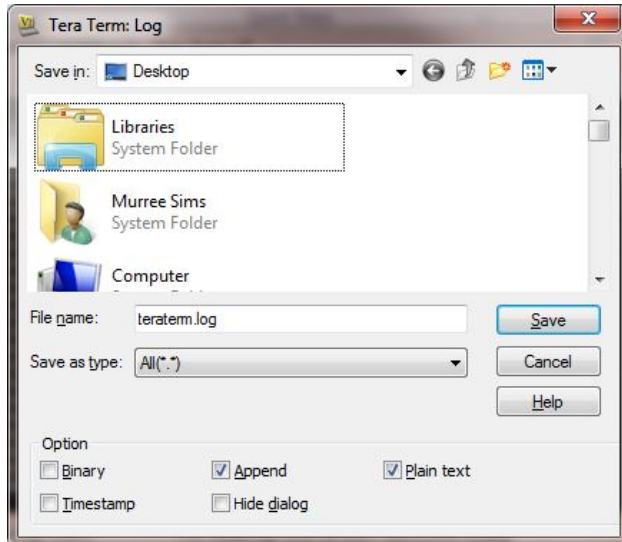 Tera Term: Log
Save in: Desktop
Libraries
System Folder
Murree Sims
System Folder
Computer
File name: teraterm.log Save
Save as type: All(*.*) Cancel
Help
Option
Binary Append Plain text
Timestamp Hide dialog